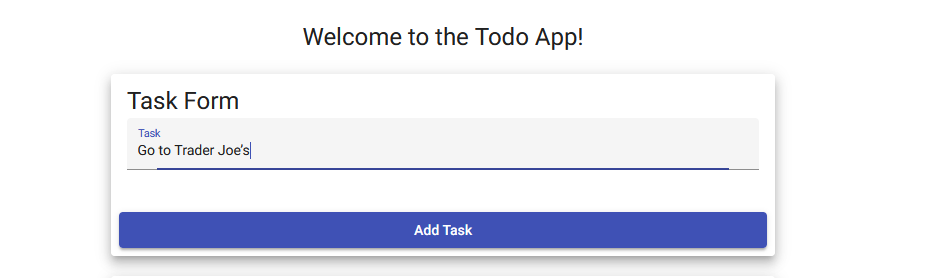 Welcome to the Todo App!
Task Form
Task
Go to Trader Joe's
Add Task